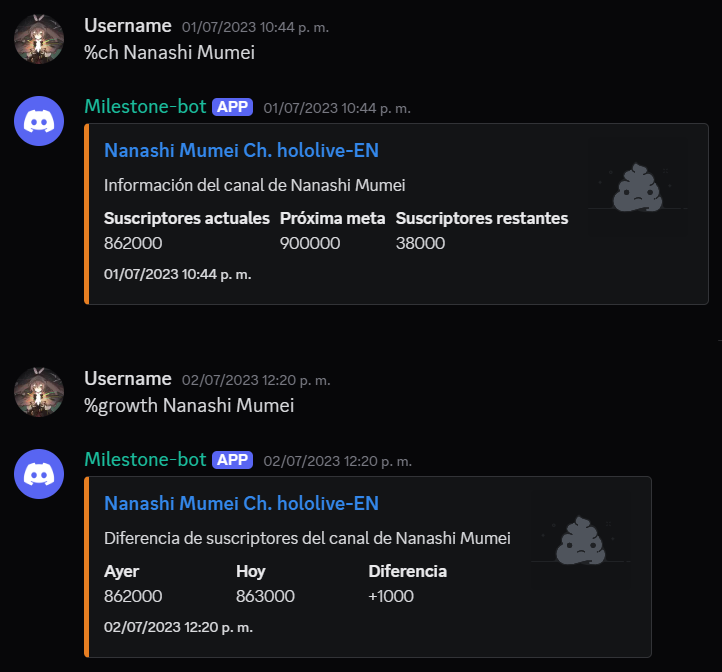 Username 01/07/2023 10:44 p. m.
%ch Nanashi Mumei
Milestone-bot APP 01/07/2023 10:44 p. m.
Nanashi Mumei Ch. hololive-EN
Información del canal de Nanashi Mumei
Suscriptores actuales Próxima meta Suscriptores restantes
862000 900000 38000
01/07/2023 10:44 p. m.
Username 02/07/2023 12:20 p. m.
%growth Nanashi Mumei
Milestone-bot APP 02/07/2023 12:20 p. m.
Nanashi Mumei Ch. hololive-EN
Diferencia de suscriptores del canal de Nanashi Mumei
Ayer Hoy Diferencia
862000 863000 +1000
02/07/2023 12:20 p. m.